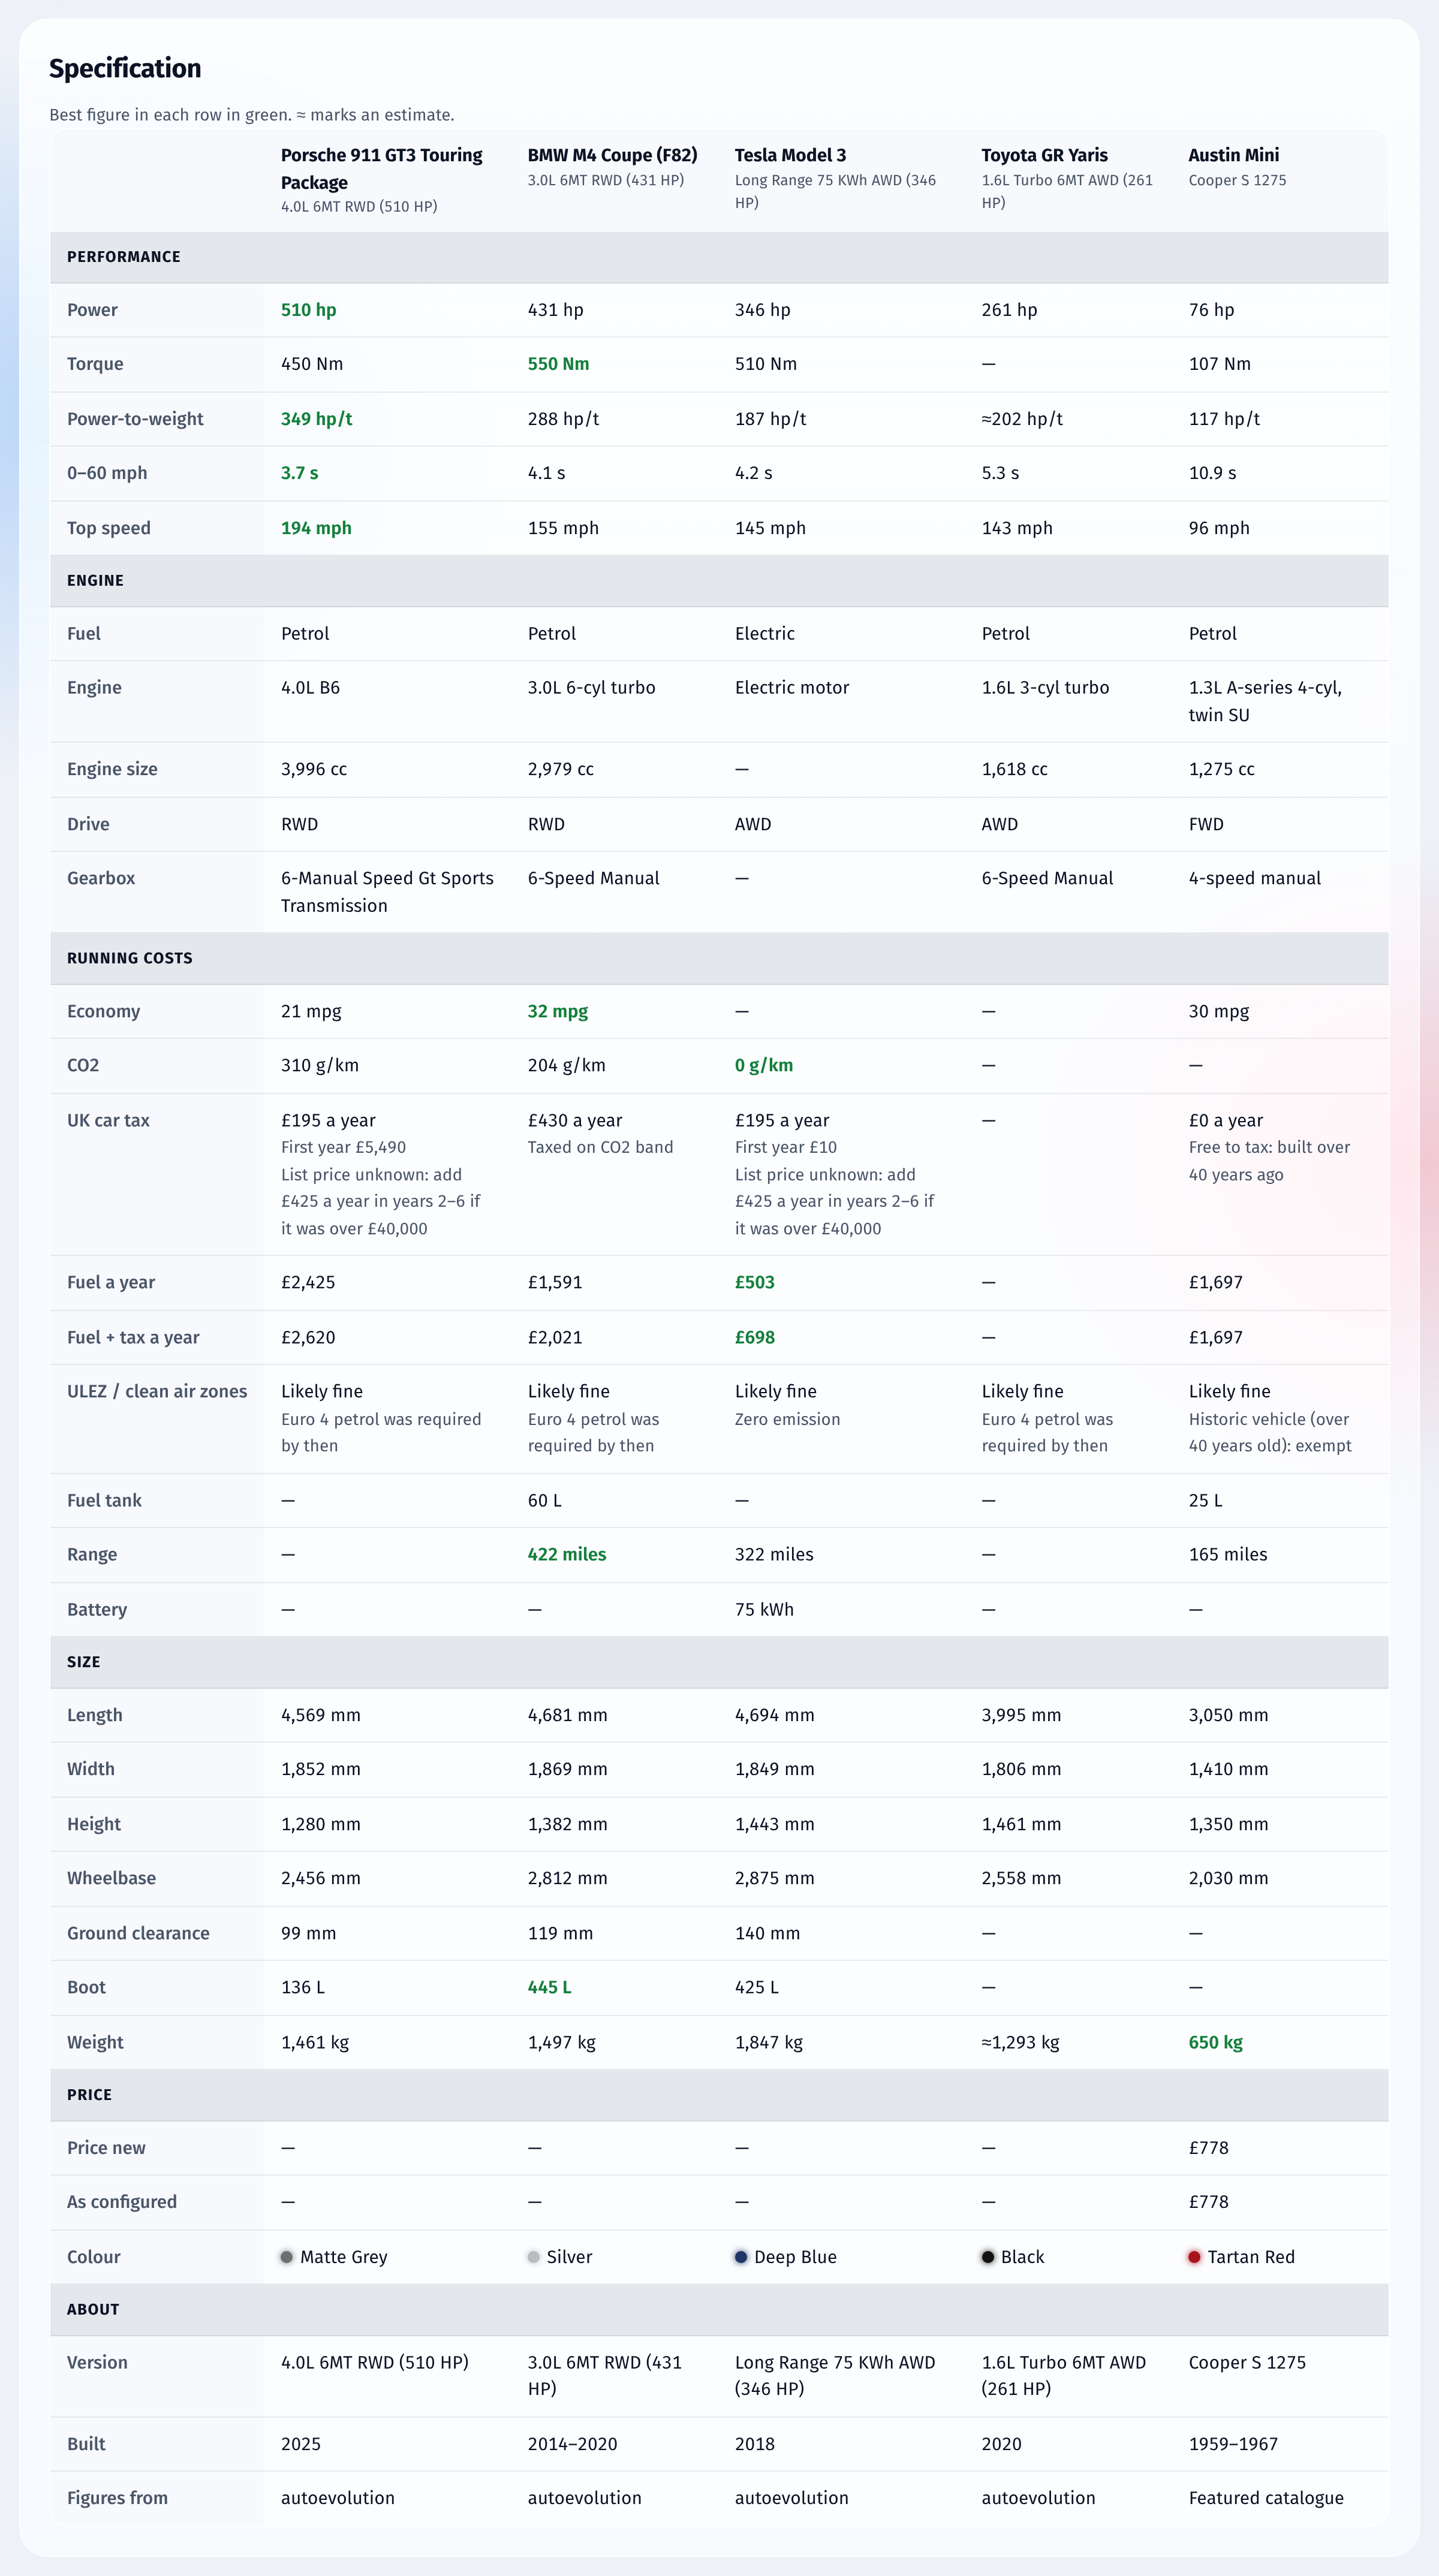 Specification
Best figure in each row in green. ≈ marks an estimate.
Porsche 911 GT3 Touring Package 4.0L 6MT RWD (510 HP) BMW M4 Coupe (F82) 3.0L 6MT RWD (431 HP) Tesla Model 3 Long Range 75 KWh AWD (346 HP) Toyota GR Yaris 1.6L Turbo 6MT AWD (261 HP) Austin Mini Cooper S 1275
PERFORMANCE
Power 510 hp 431 hp 346 hp 261 hp 76 hp
Torque 450 Nm 550 Nm 510 Nm — 107 Nm
Power-to-weight 349 hp/t 288 hp/t 187 hp/t ≈202 hp/t 117 hp/t
0–60 mph 3.7 s 4.1 s 4.2 s 5.3 s 10.9 s
Top speed 194 mph 155 mph 145 mph 143 mph 96 mph
ENGINE
Fuel Petrol Petrol Electric Petrol Petrol
Engine 4.0L B6 3.0L 6-cyl turbo Electric motor 1.6L 3-cyl turbo 1.3L A-series 4-cyl, twin SU
Engine size 3,996 cc 2,979 cc — 1,618 cc 1,275 cc
Drive RWD RWD AWD AWD FWD
Gearbox 6-Manual Speed Gt Sports Transmission 6-Speed Manual — 6-Speed Manual 4-speed manual
RUNNING COSTS
Economy 21 mpg 32 mpg — — 30 mpg
CO2 310 g/km 204 g/km 0 g/km — —
UK car tax £195 a year £430 a year £195 a year — £0 a year
First year £5,490 Taxed on CO2 band First year £10 Free to tax: built over
List price unknown: add List price unknown: add 40 years ago
£425 a year in years 2–6 if £425 a year in years 2–6 if
it was over £40,000 it was over £40,000
Fuel a year £2,425 £1,591 £503 — £1,697
Fuel + tax a year £2,620 £2,021 £698 — £1,697
ULEZ / clean air zones Likely fine Likely fine Likely fine Likely fine Likely fine
Euro 4 petrol was required Euro 4 petrol was Zero emission Euro 4 petrol was Historic vehicle (over
by then required by then required by then 40 years old): exempt
Fuel tank — 60 L — — 25 L
Range — 422 miles 322 miles — 165 miles
Battery — — 75 kWh — —
SIZE
Length 4,569 mm 4,681 mm 4,694 mm 3,995 mm 3,050 mm
Width 1,852 mm 1,869 mm 1,849 mm 1,806 mm 1,410 mm
Height 1,280 mm 1,382 mm 1,443 mm 1,461 mm 1,350 mm
Wheelbase 2,456 mm 2,812 mm 2,875 mm 2,558 mm 2,030 mm
Ground clearance 99 mm 119 mm 140 mm — —
Boot 136 L 445 L 425 L — —
Weight 1,461 kg 1,497 kg 1,847 kg ≈1,293 kg 650 kg
PRICE
Price new — — — — £778
As configured — — — — £778
Colour Matte Grey Silver Deep Blue Black Tartan Red
ABOUT
Version 4.0L 6MT RWD (510 HP) 3.0L 6MT RWD (431 HP) Long Range 75 KWh AWD (346 HP) 1.6L Turbo 6MT AWD (261 HP) Cooper S 1275
Built 2025 2014–2020 2018 2020 1959–1967
Figures from autoevolution autoevolution autoevolution autoevolution Featured catalogue